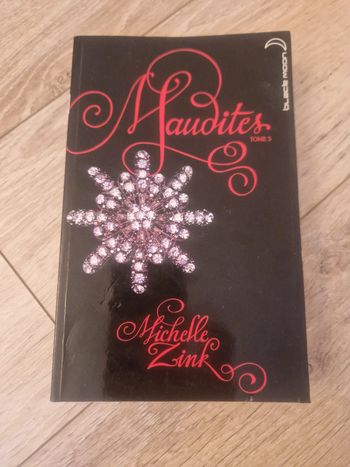 black moon
Maudites
TOME 3
Michelle
Zink